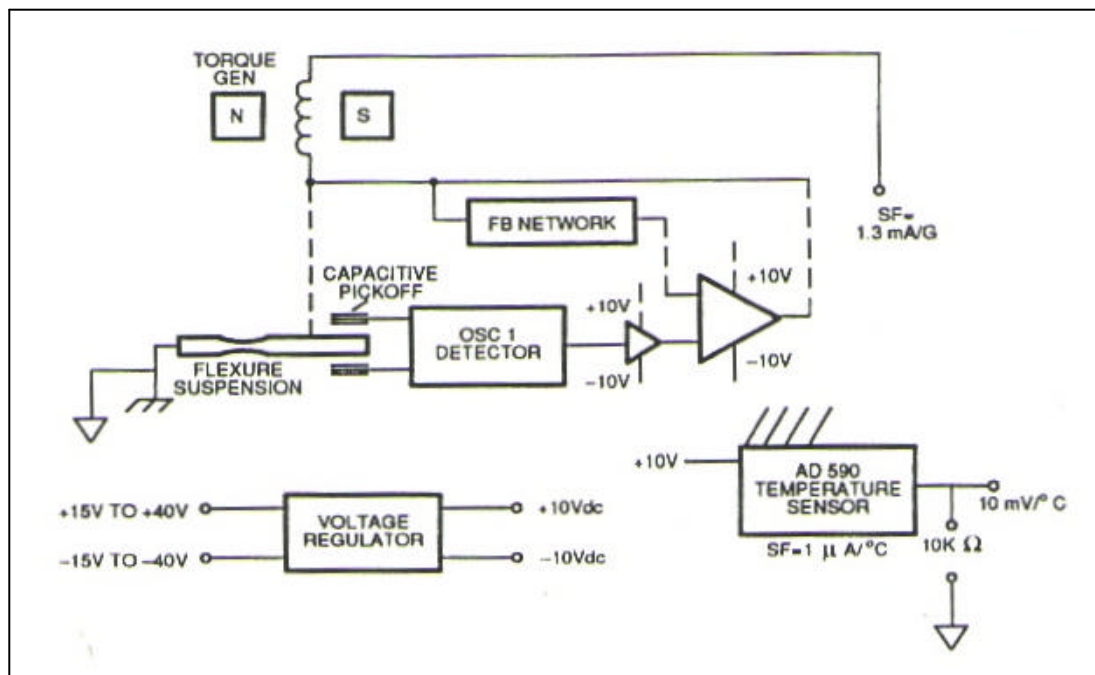 TORQUE
GEN
N
S
FB NETWORK
SF=
1.3 mA/G
CAPACITIVE
PICKOFF
+10V
+10V
OSC 1
DETECTOR
–10V
–10V
FLEXURE
SUSPENSION
+10V
AD 590
TEMPERATURE
SENSOR
10 mV/° C
SF=1 μ A/°C
10K Ω
+15V TO +40V
–15V TO –40V
VOLTAGE
REGULATOR
+10Vdc
–10Vdc